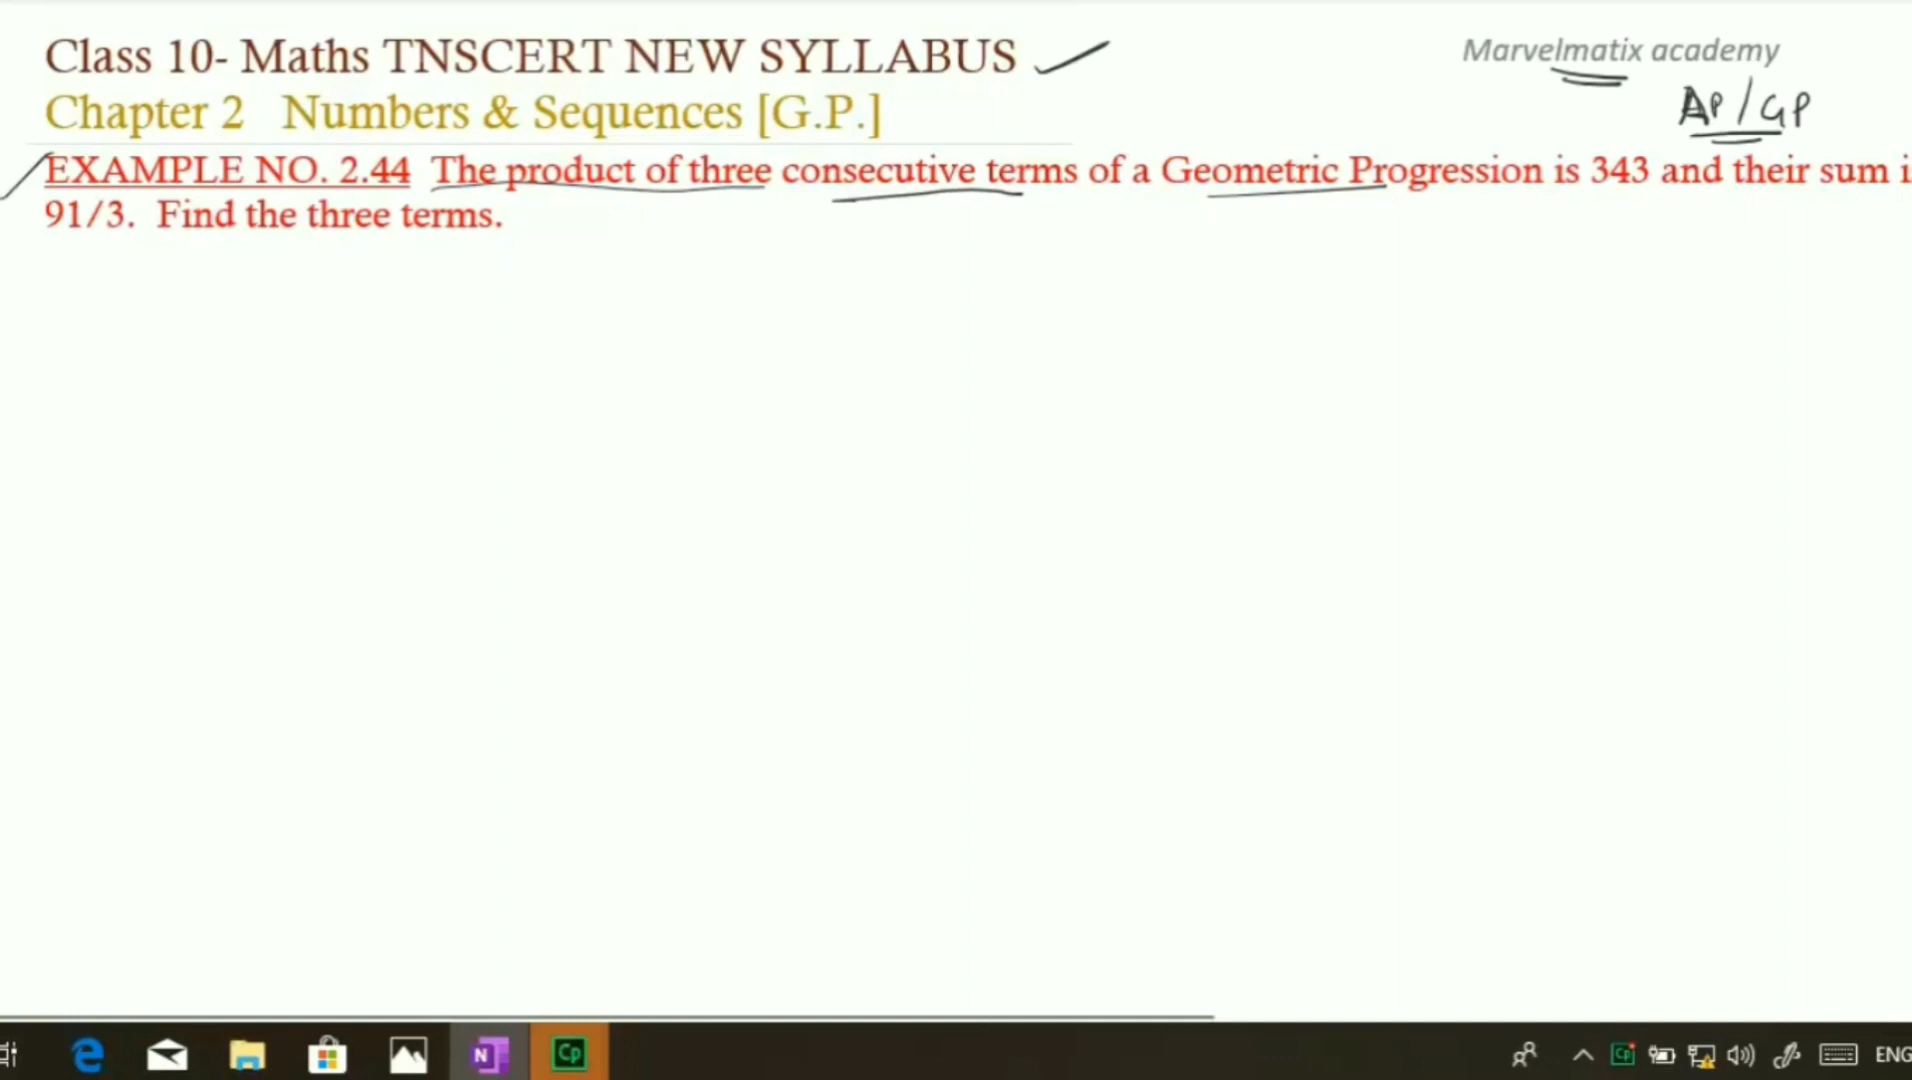 Class 10- Maths TNSCERT NEW SYLLABUS
Marvelmatix academy
AP/GP
Chapter 2 Numbers & Sequences [G.P.]
EXAMPLE NO. 2.44 The product of three consecutive terms of a Geometric Progression is 343 and their sum i
91/3. Find the three terms.
N
Cp
Cp
ENG